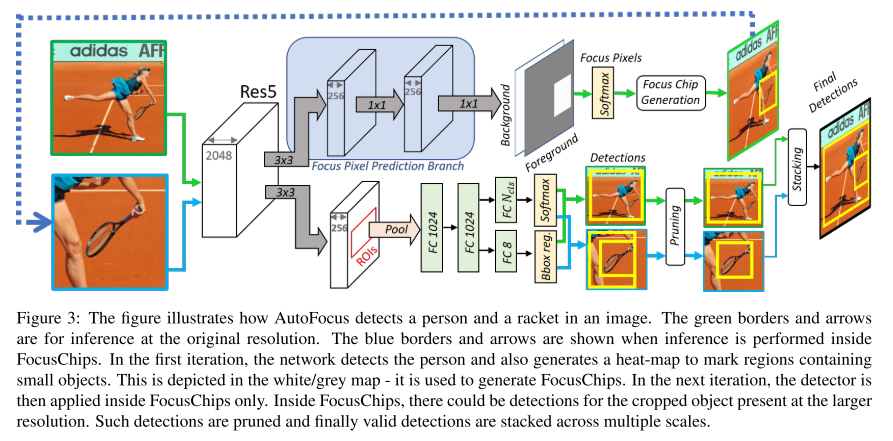 adidas AFF
Res5
2048
3x3
3x3
256
1x1
256
1x1
Focus Pixel Prediction Branch
Background
Foreground
Focus Pixels
Softmax
Focus Chip
Generation
adidas AFF
Final
Detections
256
ROIs
Pool
FC 1024
FC 1024
FC Ncls
FC 8
Softmax
Bbox reg.
Detections
Pruning
Stacking
adidas AFF
Figure 3: The figure illustrates how AutoFocus detects a person and a racket in an image. The green borders and arrows
are for inference at the original resolution. The blue borders and arrows are shown when inference is performed inside
FocusChips. In the first iteration, the network detects the person and also generates a heat-map to mark regions containing
small objects. This is depicted in the white/grey map - it is used to generate FocusChips. In the next iteration, the detector is
then applied inside FocusChips only. Inside FocusChips, there could be detections for the cropped object present at the larger
resolution. Such detections are pruned and finally valid detections are stacked across multiple scales.